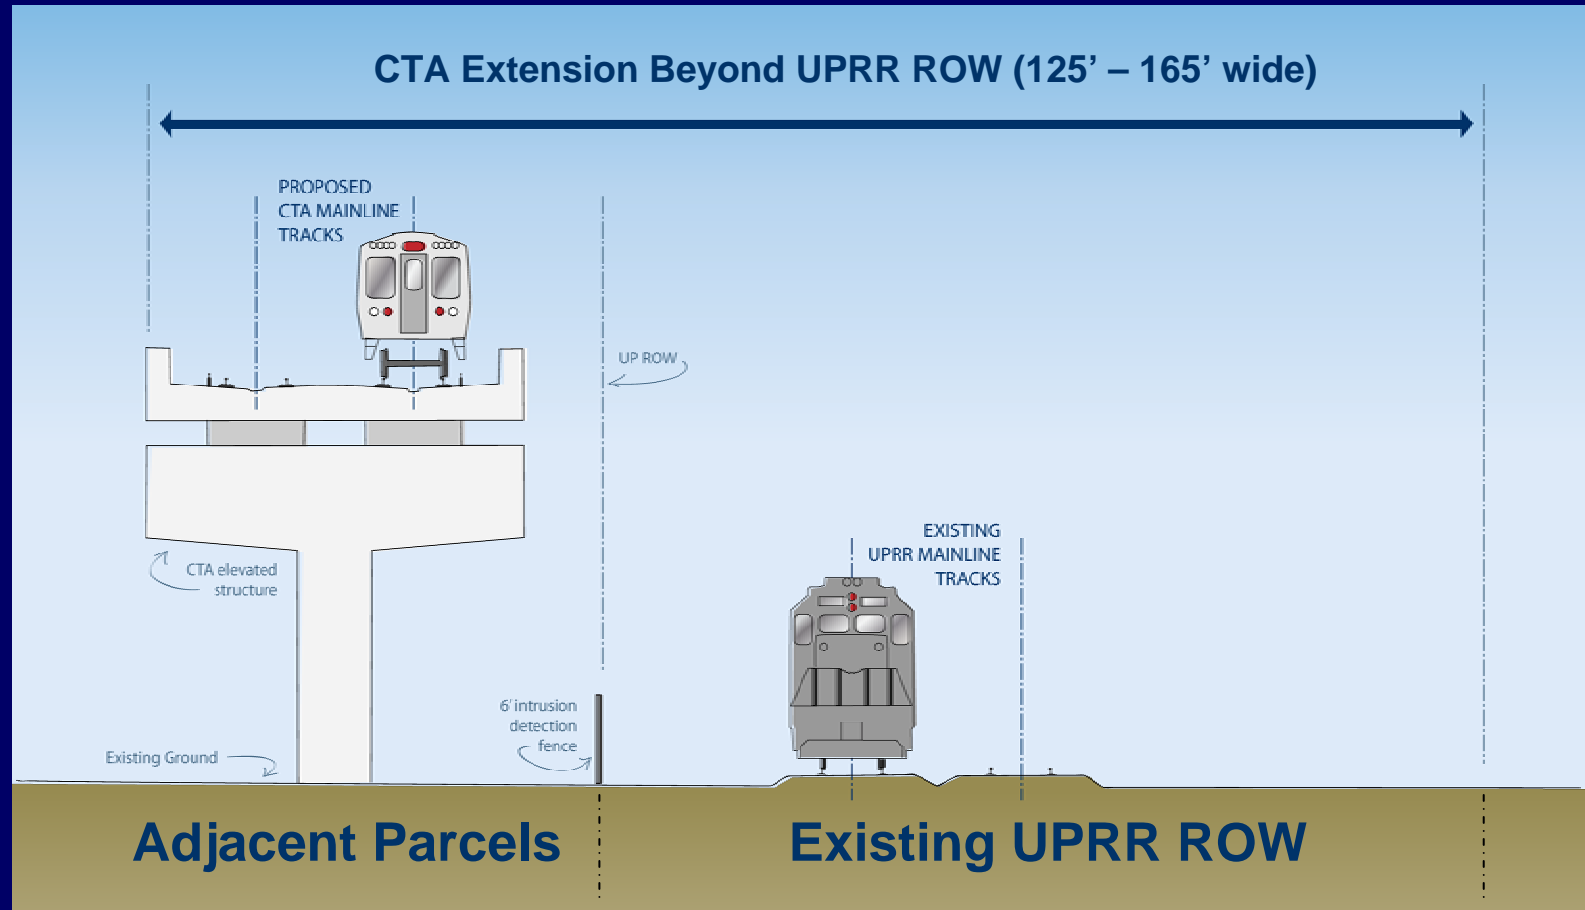 CTA Extension Beyond UPRR ROW (125’ – 165’ wide)
PROPOSED
CTA MAINLINE
TRACKS
UP ROW
EXISTING
UPRR MAINLINE
TRACKS
CTA elevated
structure
6' intrusion
detection
fence
Existing Ground
Adjacent Parcels
Existing UPRR ROW